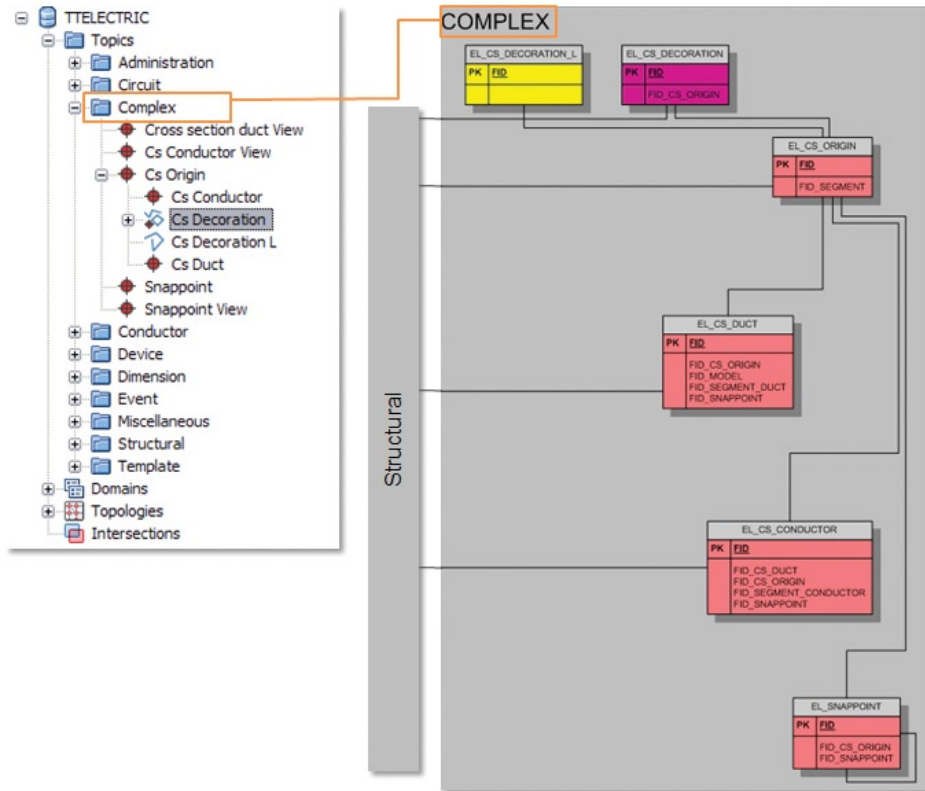 TTELECTRIC
Topics
Administration
Circuit
Complex
Cross section duct View
Cs Conductor View
Cs Origin
Cs Conductor
Cs Decoration
Cs Decoration L
Cs Duct
Snappoint
Snappoint View
Conductor
Device
Dimension
Event
Miscellaneous
Structural
Template
Domains
Topologies
Intersections
Structural
COMPLEX
EL_CS_DECORATION_L
PK FID
EL_CS_DECORATION
PK FID
FID_CS_ORIGIN
EL_CS_ORIGIN
PK FID
FID_SEGMENT
EL_CS_DUCT
PK FID
FID_CS_ORIGIN
FID_MODEL
FID_SEGMENT_DUCT
FID_SNAPPOINT
EL_CS_CONDUCTOR
PK FID
FID_CS_DUCT
FID_CS_ORIGIN
FID_SEGMENT_CONDUCTOR
FID_SNAPPOINT
EL_SNAPPOINT
PK FID
FID_CS_ORIGIN
FID_SNAPPOINT